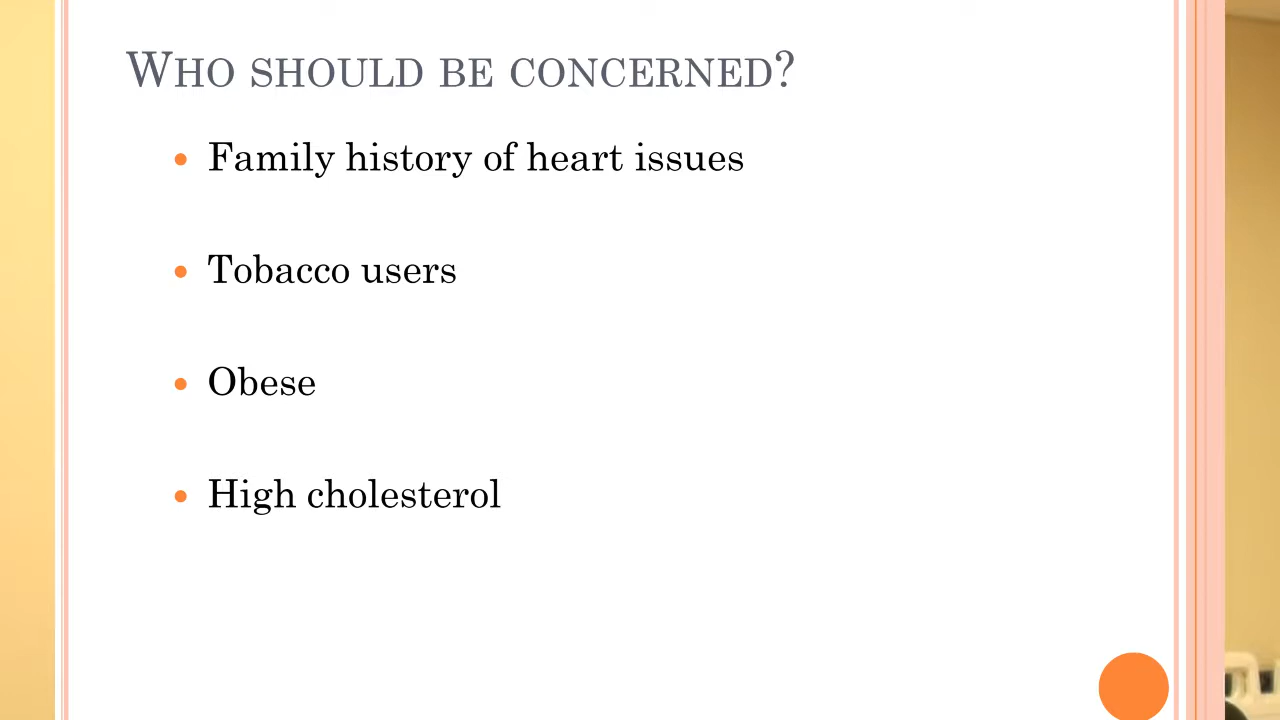 Who should be concerned?
• Family history of heart issues
• Tobacco users
• Obese
• High cholesterol